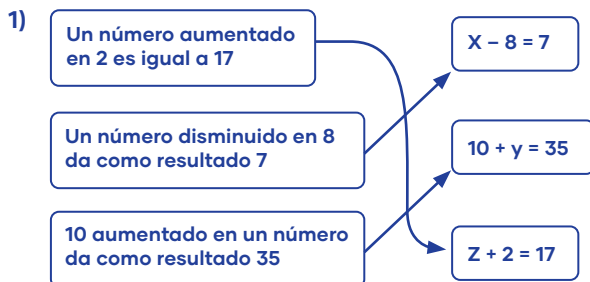 1)
Un número aumentado
en 2 es igual a 17
X – 8 = 7
Un número disminuido en 8
da como resultado 7
10 + y = 35
10 aumentado en un número
da como resultado 35
Z + 2 = 17